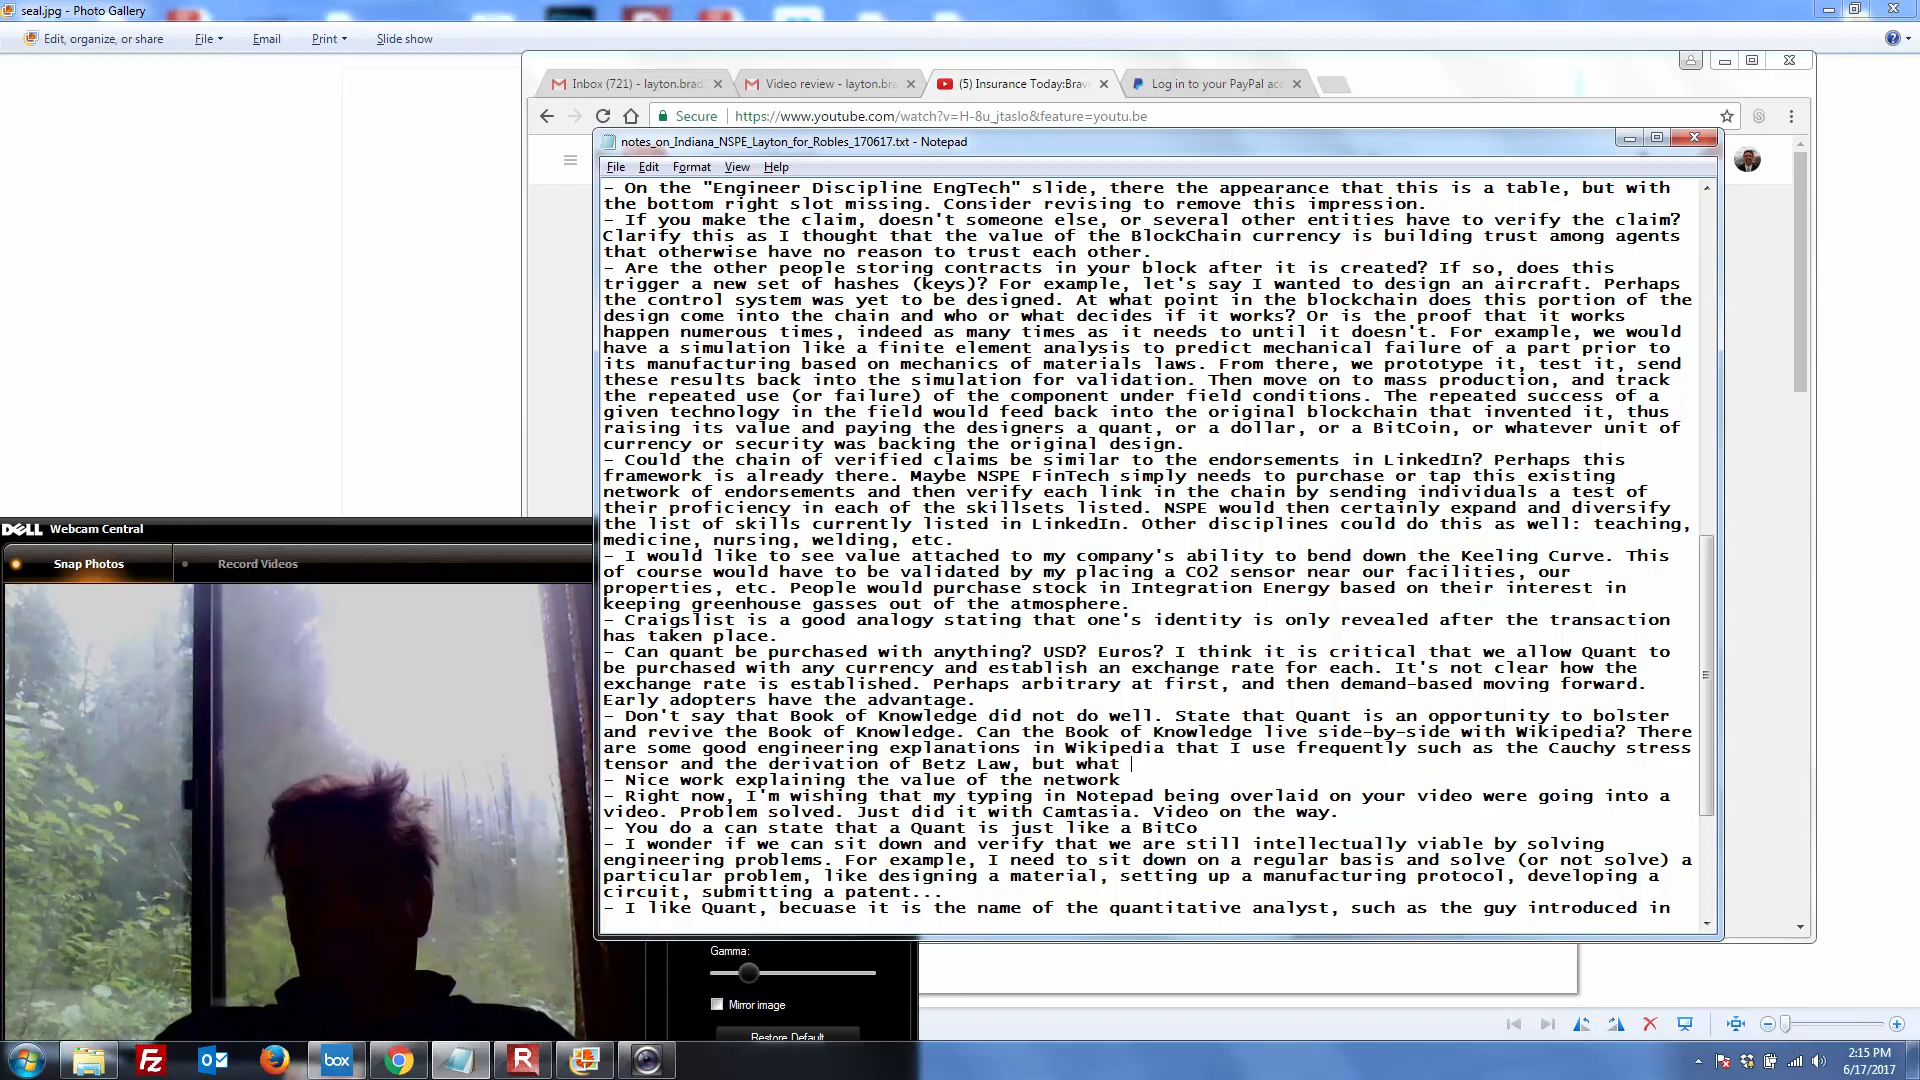 seal.jpg - Photo Gallery
Edit, organize, or share File Email Print Slide show
Inbox (721) - layton.brad Video review - layton.bra (5) Insurance Today:Brave Log in to your PayPal acc
Secure https://www.youtube.com/watch?v=H-8u_jtaslo&feature=youtu.be
notes_on_Indiana_NSPE_Layton_for_Robles_170617.txt - Notepad
File Edit Format View Help
- On the "Engineer Discipline EngTech" slide, there the appearance that this is a table, but with
the bottom right slot missing. Consider revising to remove this impression.
- If you make the claim, doesn't someone else, or several other entities have to verify the claim?
Clarify this as I thought that the value of the BlockChain currency is building trust among agents
that otherwise have no reason to trust each other.
- Are the other people storing contracts in your block after it is created? If so, does this
trigger a new set of hashes (keys)? For example, let's say I wanted to design an aircraft. Perhaps
the control system was yet to be designed. At what point in the blockchain does this portion of the
design come into the chain and who or what decides if it works? Or is the proof that it works
happen numerous times, indeed as many times as it needs to until it doesn't. For example, we would
have a simulation like a finite element analysis to predict mechanical failure of a part prior to
its manufacturing based on mechanics of materials laws. From there, we prototype it, test it, send
these results back into the simulation for validation. Then move on to mass production, and track
the repeated use (or failure) of the component under field conditions. The repeated success of a
given technology in the field would feed back into the original blockchain that invented it, thus
raising its value and paying the designers a quant, or a dollar, or a BitCoin, or whatever unit of
currency or security was backing the original design.
- Could the chain of verified claims be similar to the endorsements in LinkedIn? Perhaps this
framework is already there. Maybe NSPE FinTech simply needs to purchase or tap this existing
network of endorsements and then verify each link in the chain by sending individuals a test of
their proficiency in each of the skillsets listed. NSPE would then certainly expand and diversify
the list of skills currently listed in LinkedIn. Other disciplines could do this as well: teaching,
medicine, nursing, welding, etc.
- I would like to see value attached to my company's ability to bend down the Keeling Curve. This
of course would have to be validated by my placing a CO2 sensor near our facilities, our
properties, etc. People would purchase stock in Integration Energy based on their interest in
keeping greenhouse gasses out of the atmosphere.
- Craigslist is a good analogy stating that one's identity is only revealed after the transaction
has taken place.
- Can quant be purchased with anything? USD? Euros? I think it is critical that we allow Quant to
be purchased with any currency and establish an exchange rate for each. It's not clear how the
exchange rate is established. Perhaps arbitrary at first, and then demand-based moving forward.
Early adopters have the advantage.
- Don't say that Book of Knowledge did not do well. State that Quant is an opportunity to bolster
and revive the Book of Knowledge. Can the Book of Knowledge live side-by-side with Wikipedia? There
are some good engineering explanations in Wikipedia that I use frequently such as the Cauchy stress
tensor and the derivation of Betz Law, but what
- Nice work explaining the value of the network
- Right now, I'm wishing that my typing in Notepad being overlaid on your video were going into a
video. Problem solved. Just did it with Camtasia. Video on the way.
- You do a can state that a Quant is just like a BitCo
- I wonder if we can sit down and verify that we are still intellectually viable by solving
engineering problems. For example, I need to sit down on a regular basis and solve (or not solve) a
particular problem, like designing a material, setting up a manufacturing protocol, developing a
circuit, submitting a patent...
- I like Quant, becuase it is the name of the quantitative analyst, such as the guy introduced in
DELL Webcam Central
Snap Photos Record Videos
Gamma:
Mirror image
Restore Default
box
2:15 PM
6/17/2017